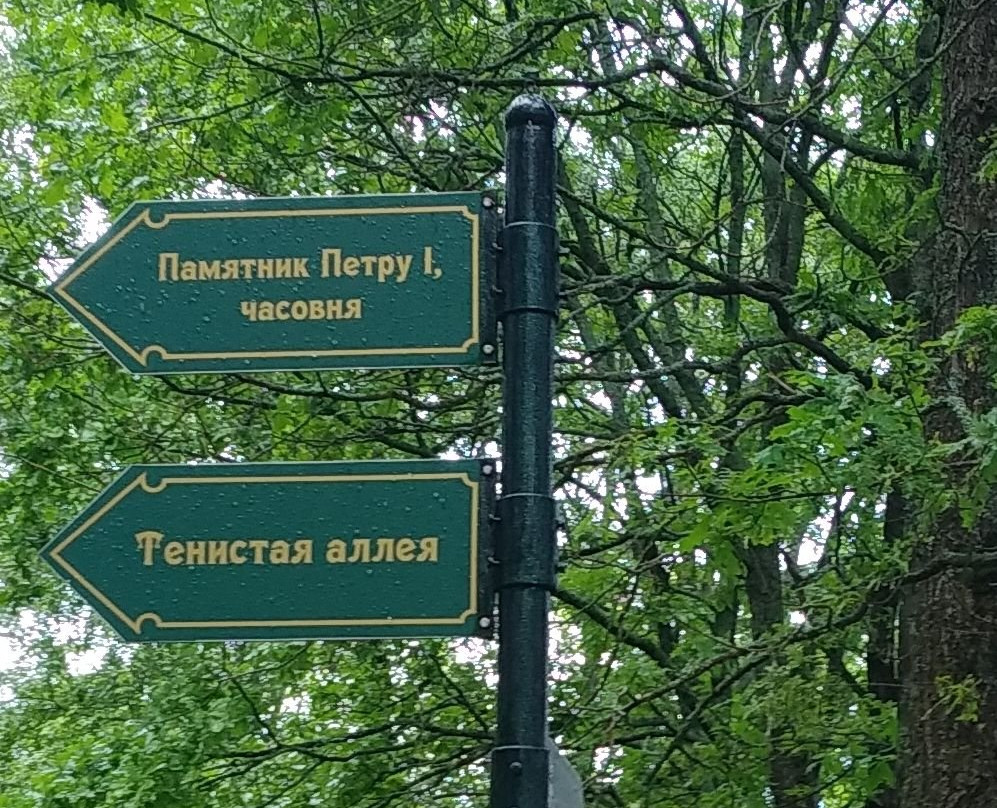 Памятник Петру I,
часовня
Тенистая аллея